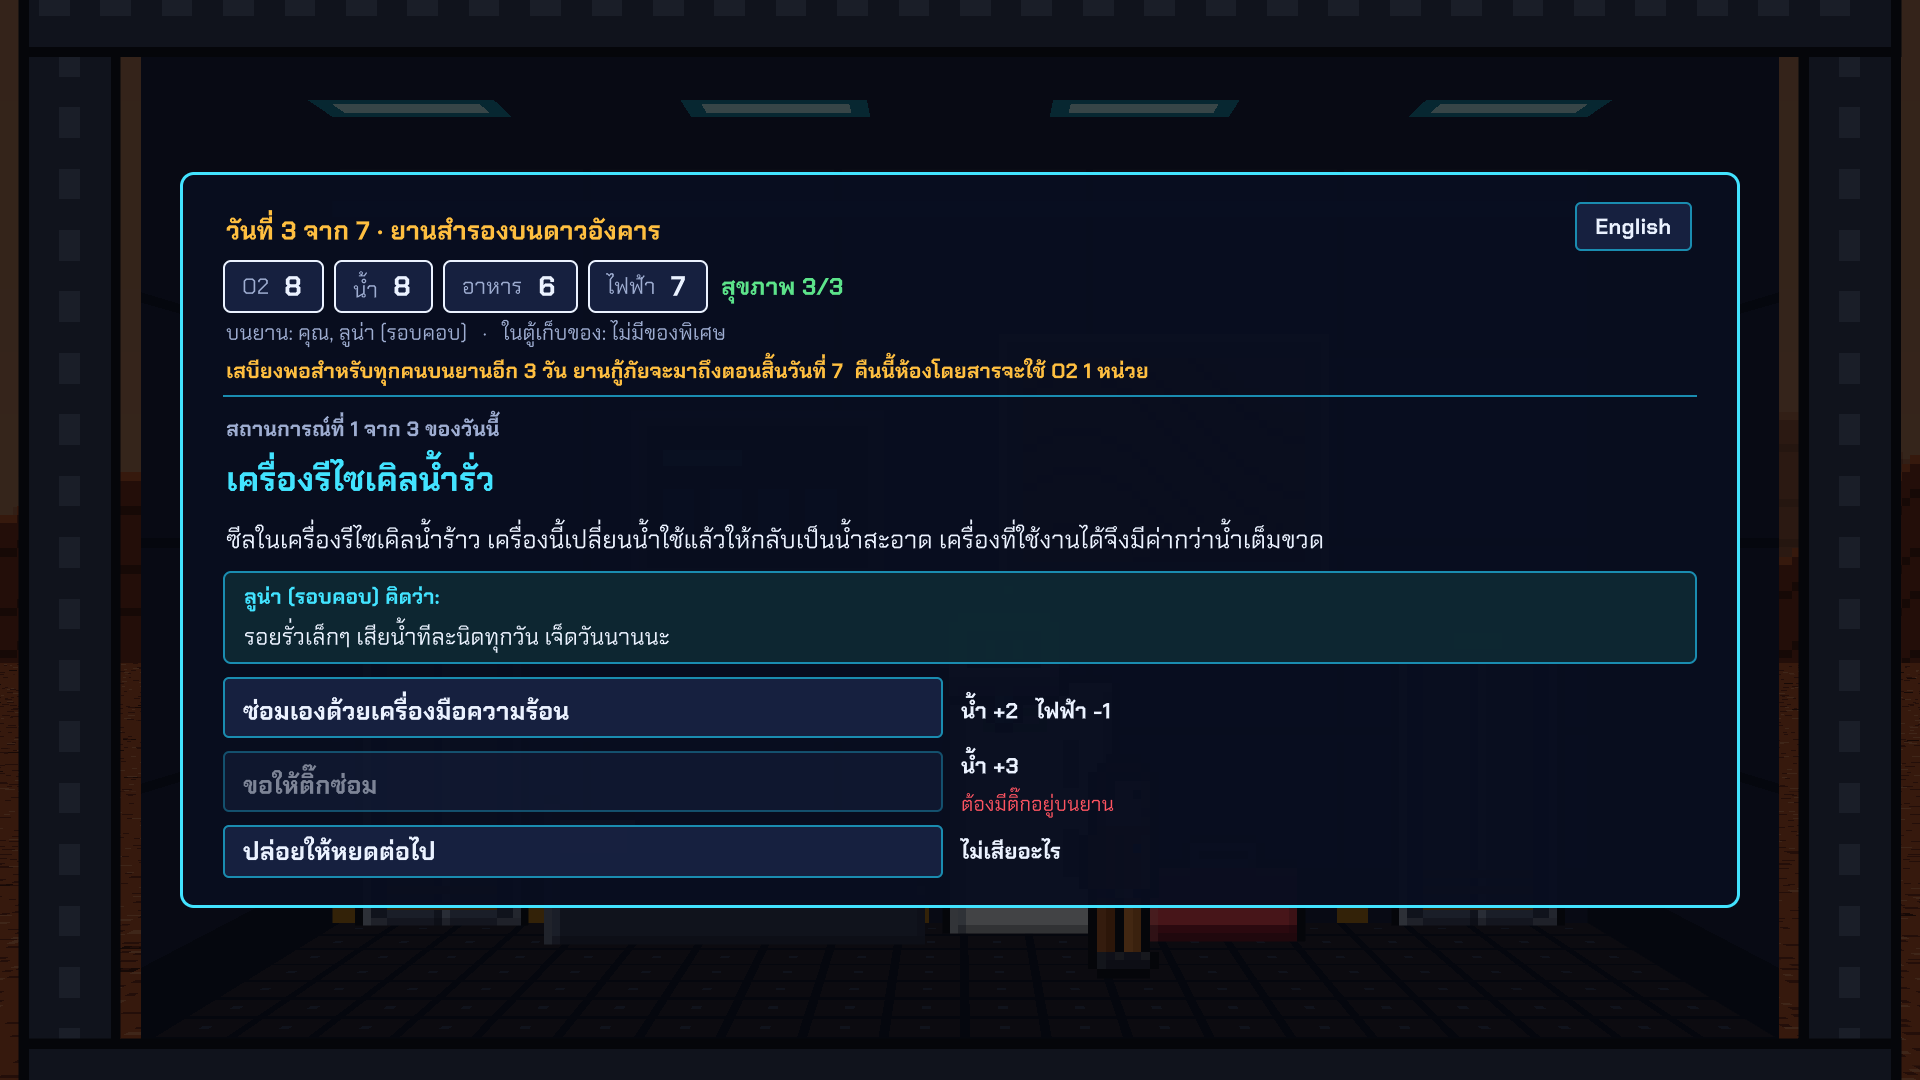 วันที่ 3 จาก 7 · ยานสำรองบนดาวอังคาร
English
O2 8 น้ำ 8 อาหาร 6 ไฟฟ้า 7 สุขภาพ 3/3
บนยาน: คุณ, ลูน่า (รอบคอบ) · ในตู้เก็บของ: ไม่มีของพิเศษ
เสบียงพอสำหรับทุกคนบนยานอีก 3 วัน ยานกู้ภัยจะมาถึงตอนสิ้นวันที่ 7 คืนนี้ห้องโดยสารจะใช้ O2 1 หน่วย
สถานการณ์ที่ 1 จาก 3 ของวันนี้
เครื่องรีไซเคิลน้ำรั่ว
ซีลในเครื่องรีไซเคิลน้ำร้าว เครื่องนี้เปลี่ยนน้ำใช้แล้วให้กลับเป็นน้ำสะอาด เครื่องที่ใช้งานได้จึงมีค่ากว่าน้ำเต็มขวด
ลูน่า (รอบคอบ) คิดว่า:
รอยรั่วเล็กๆ เสียน้ำทีละนิดทุกวัน เจ็ดวันนานนะ
ซ่อมเองด้วยเครื่องมือความร้อน
น้ำ +2 ไฟฟ้า -1
ขอให้ติ๊กซ่อม
น้ำ +3
ต้องมีติ๊กอยู่บนยาน
ปล่อยให้หยดต่อไป
ไม่เสียอะไร